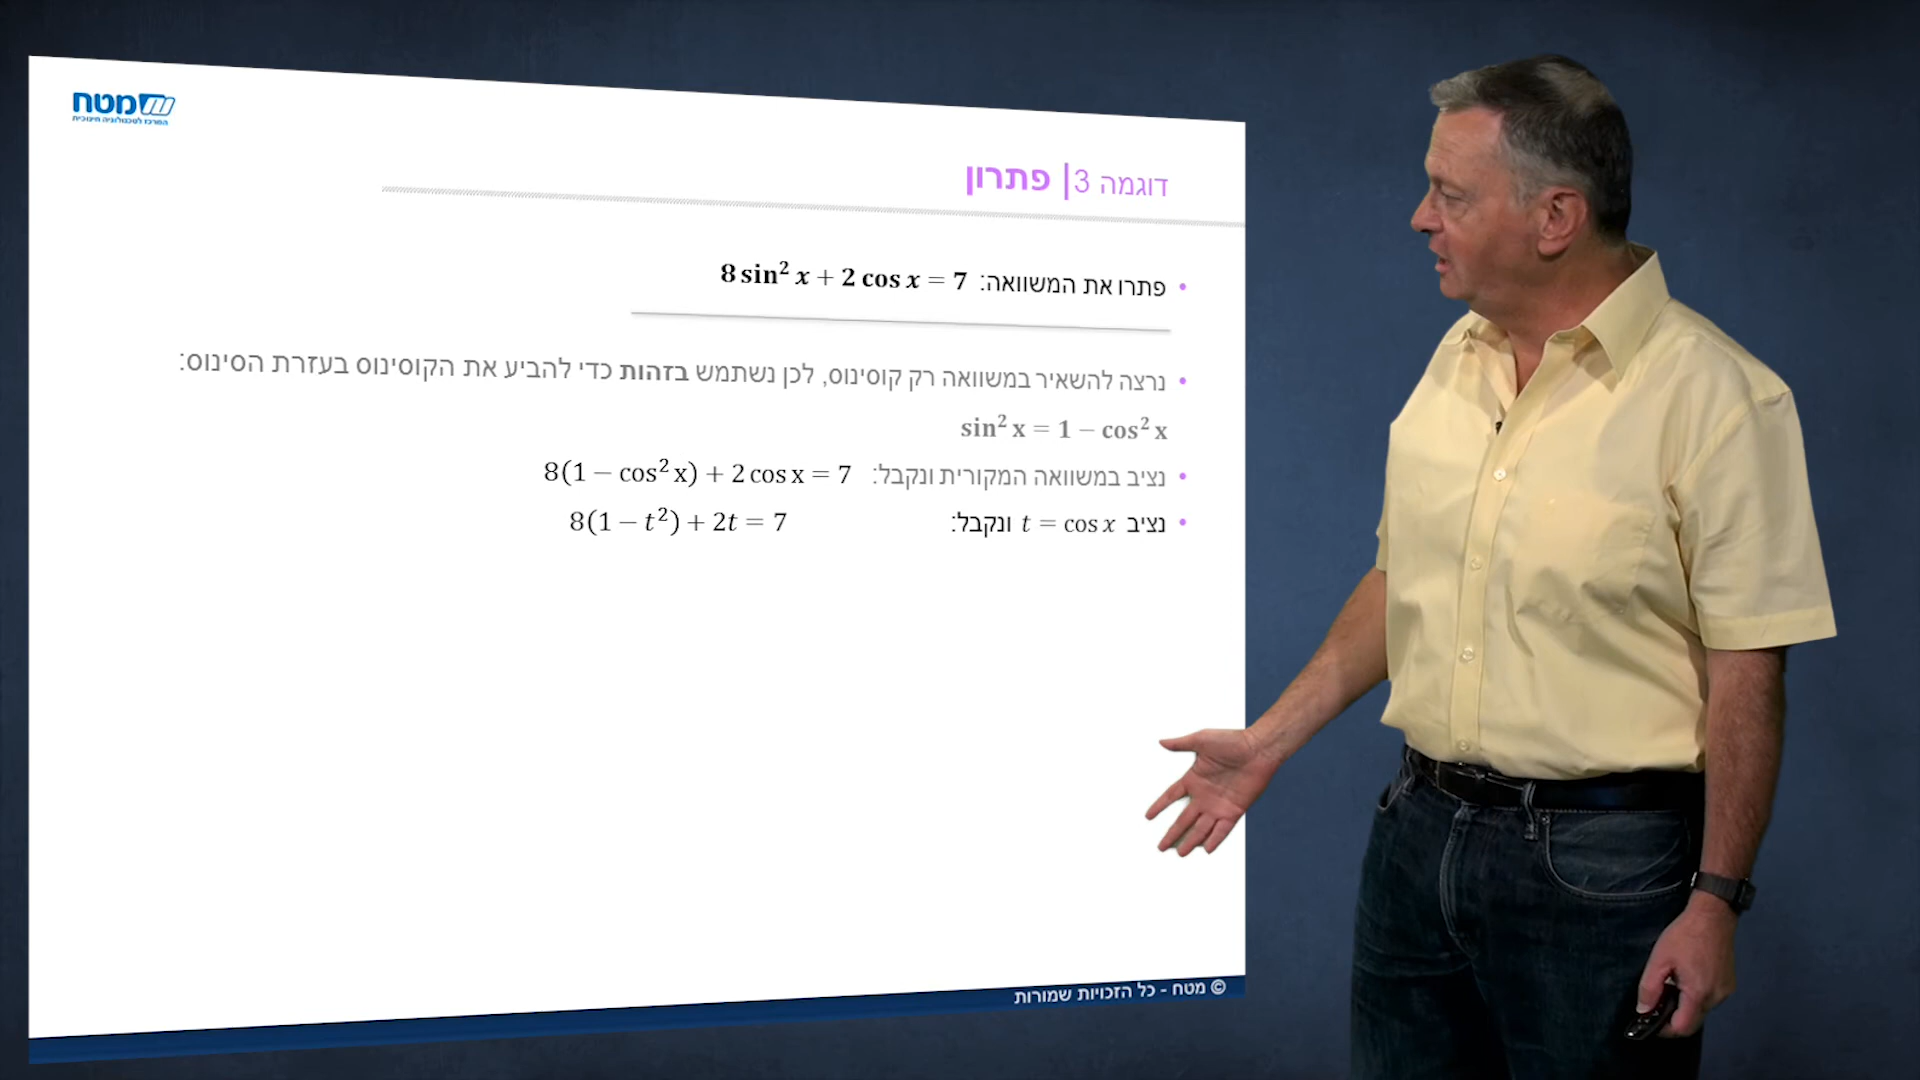 מטח
המרכז לטכנולוגיה חינוכית
דוגמה 3| פתרון
• פתרו את המשוואה: 8 sin² x + 2 cos x = 7
• נרצה להשאיר במשוואה רק קוסינוס, לכן נשתמש בזהות כדי להביע את הקוסינוס בעזרת הסינוס:
sin² x = 1 − cos² x
• נציב במשוואה המקורית ונקבל: 8(1 − cos² x) + 2 cos x = 7
• נציב t = cos x ונקבל: 8(1 − t²) + 2t = 7
© מטח - כל הזכויות שמורות